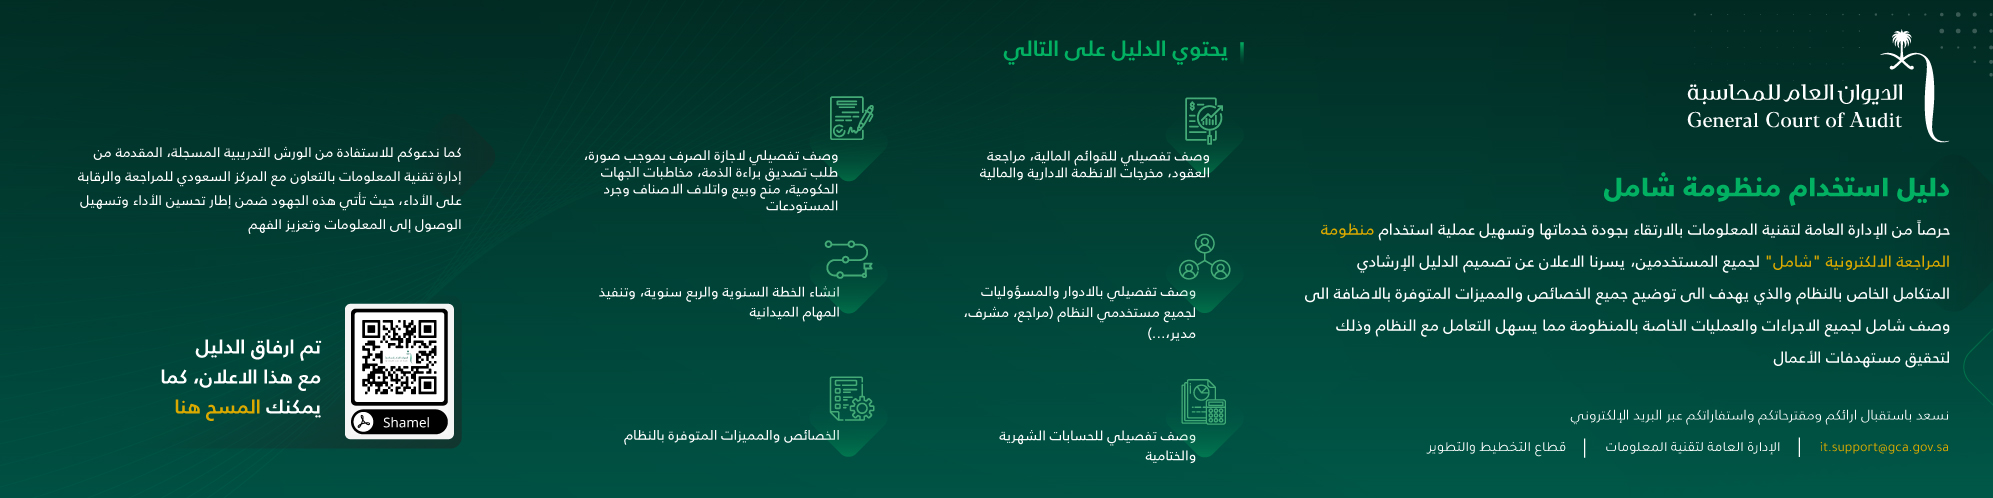 الديوان العام للمحاسبة
General Court of Audit
دليل استخدام منظومة شامل
حرصاً من الإدارة العامة لتقنية المعلومات بالارتقاء بجودة خدماتها وتسهيل عملية استخدام منظومة
المراجعة الالكترونية "شامل" لجميع المستخدمين، يسرنا الاعلان عن تصميم الدليل الإرشادي
المتكامل الخاص بالنظام والذي يهدف الى توضيح جميع الخصائص والمميزات المتوفرة بالاضافة الى
وصف شامل لجميع الاجراءات والعمليات الخاصة بالمنظومة مما يسهل التعامل مع النظام وذلك
لتحقيق مستهدفات الأعمال
نسعد باستقبال ارائكم ومقترحاتكم واستفاراتكم عبر البريد الإلكتروني
it.support@gca.gov.sa | الإدارة العامة لتقنية المعلومات | قطاع التخطيط والتطوير
يحتوي الدليل على التالي
وصف تفصيلي للقوائم المالية، مراجعة
العقود، مخرجات الانظمة الادارية والمالية
وصف تفصيلي لاجازة الصرف بموجب صورة،
طلب تصديق براءة الذمة، مخاطبات الجهات
الحكومية، منح وبيع واتلاف الاصناف وجرد
المستودعات
وصف تفصيلي بالادوار والمسؤوليات
لجميع مستخدمي النظام (مراجع، مشرف،
مدير،...)
انشاء الخطة السنوية والربع سنوية، وتنفيذ
المهام الميدانية
وصف تفصيلي للحسابات الشهرية
والختامية
الخصائص والمميزات المتوفرة بالنظام
كما ندعوكم للاستفادة من الورش التدريبية المسجلة، المقدمة من
إدارة تقنية المعلومات بالتعاون مع المركز السعودي للمراجعة والرقابة
على الأداء، حيث تأتي هذه الجهود ضمن إطار تحسين الأداء وتسهيل
الوصول إلى المعلومات وتعزيز الفهم
تم ارفاق الدليل
مع هذا الاعلان، كما
يمكنك المسح هنا
Shamel